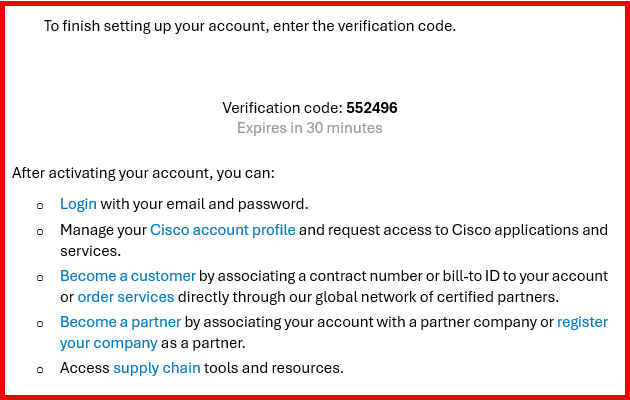 To finish setting up your account, enter the verification code.
Verification code: 552496
Expires in 30 minutes
After activating your account, you can:
o Login with your email and password.
o Manage your Cisco account profile and request access to Cisco applications and
services.
o Become a customer by associating a contract number or bill-to ID to your account
or order services directly through our global network of certified partners.
o Become a partner by associating your account with a partner company or register
your company as a partner.
o Access supply chain tools and resources.